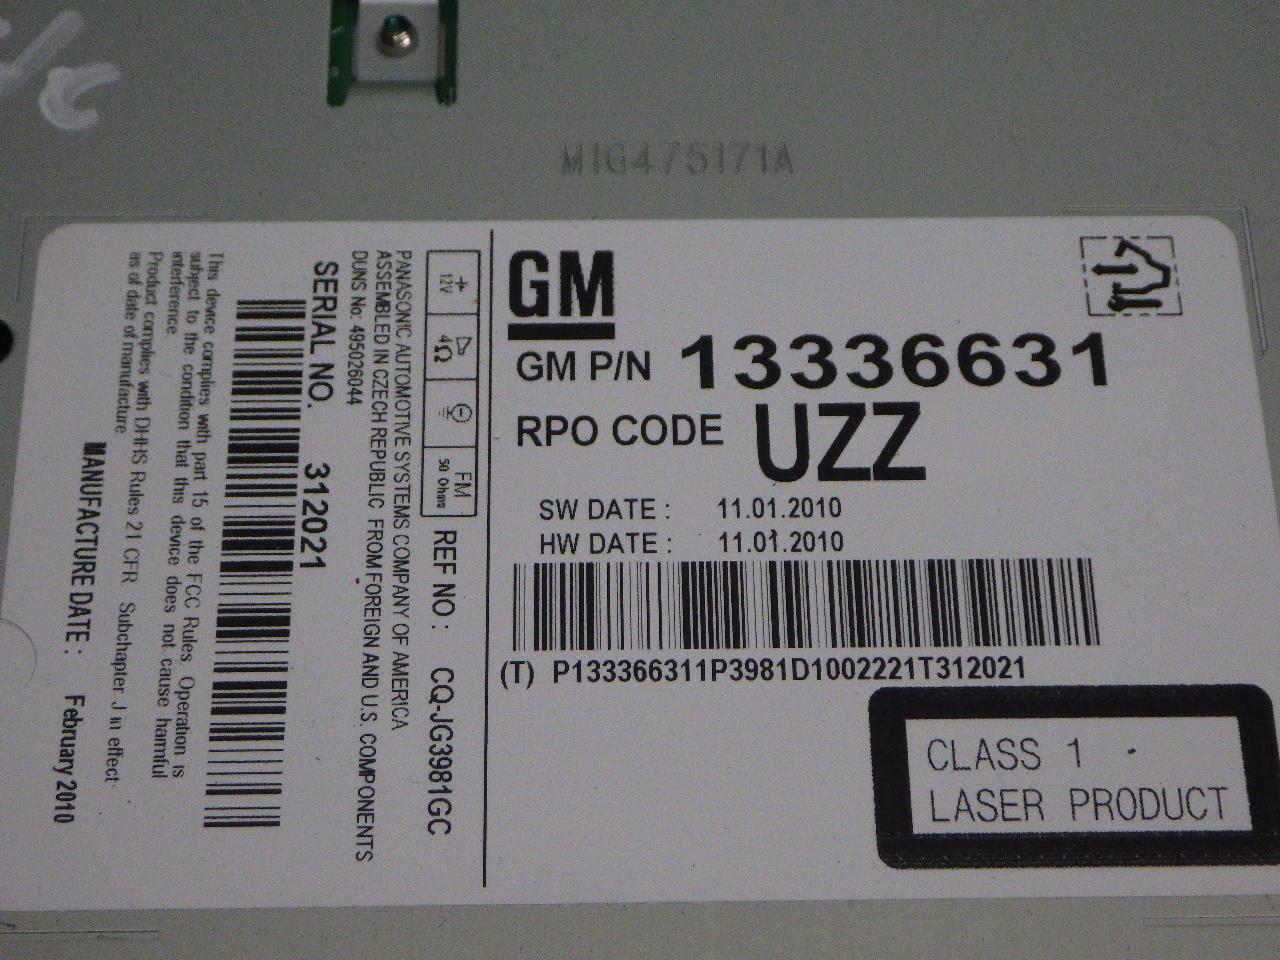 MIG475171A
GM
GM P/N 13336631
RPO CODE UZZ
SW DATE : 11.01.2010
HW DATE : 11.01.2010
(T) P133366311P3981D1002221T312021
CLASS 1
LASER PRODUCT
12V 4Ω FM 50 Ohms
REF NO : CQ-JG3981GC
PANASONIC AUTOMOTIVE SYSTEMS COMPANY OF AMERICA
ASSEMBLED IN CZECH REPUBLIC FROM FOREIGN AND U.S. COMPONENTS
DUNS No: 495026044
SERIAL NO. 312021
This device complies with part 15 of the FCC Rules Operation is
subject to the condition that this device does not cause harmful
interference
Product complies with DHHS Rules 21 CFR Subchapter J in effect
as of date of manufacture
MANUFACTURE DATE : February 2010